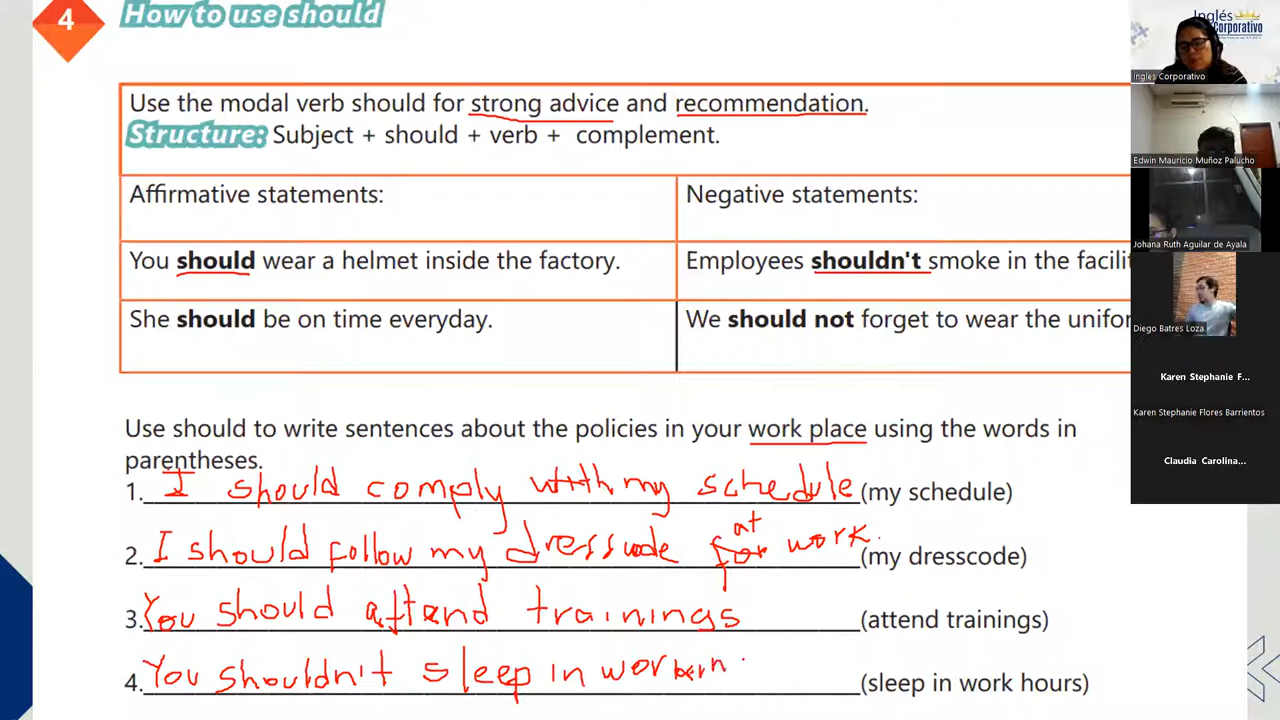 4
How to use should
Inglés
Corporativo
Ingles Corporativo
Use the modal verb should for strong advice and recommendation.
Structure: Subject + should + verb + complement.
Edwin Mauricio Muñoz Palucho
Affirmative statements:
Negative statements:
Johana Ruth Aguilar de Ayala
You should wear a helmet inside the factory.
Employees shouldn't smoke in the facilit
She should be on time everyday.
We should not forget to wear the unifor
Diego Batres Loza
Karen Stephanie F...
Karen Stephanie Flores Barrientos
Claudia Carolina...
Use should to write sentences about the policies in your work place using the words in
parentheses.
1. I should comply with my schedule (my schedule)
2. I should follow my dresscode for at work. (my dresscode)
3. You should attend trainings (attend trainings)
4. You shouldn't sleep in (sleep in work hours)